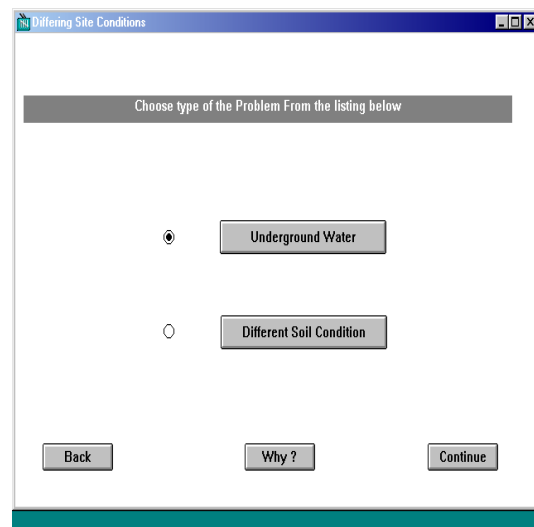 Differing Site Conditions
Choose type of the Problem From the listing below
Underground Water
Different Soil Condition
Back
Why ?
Continue